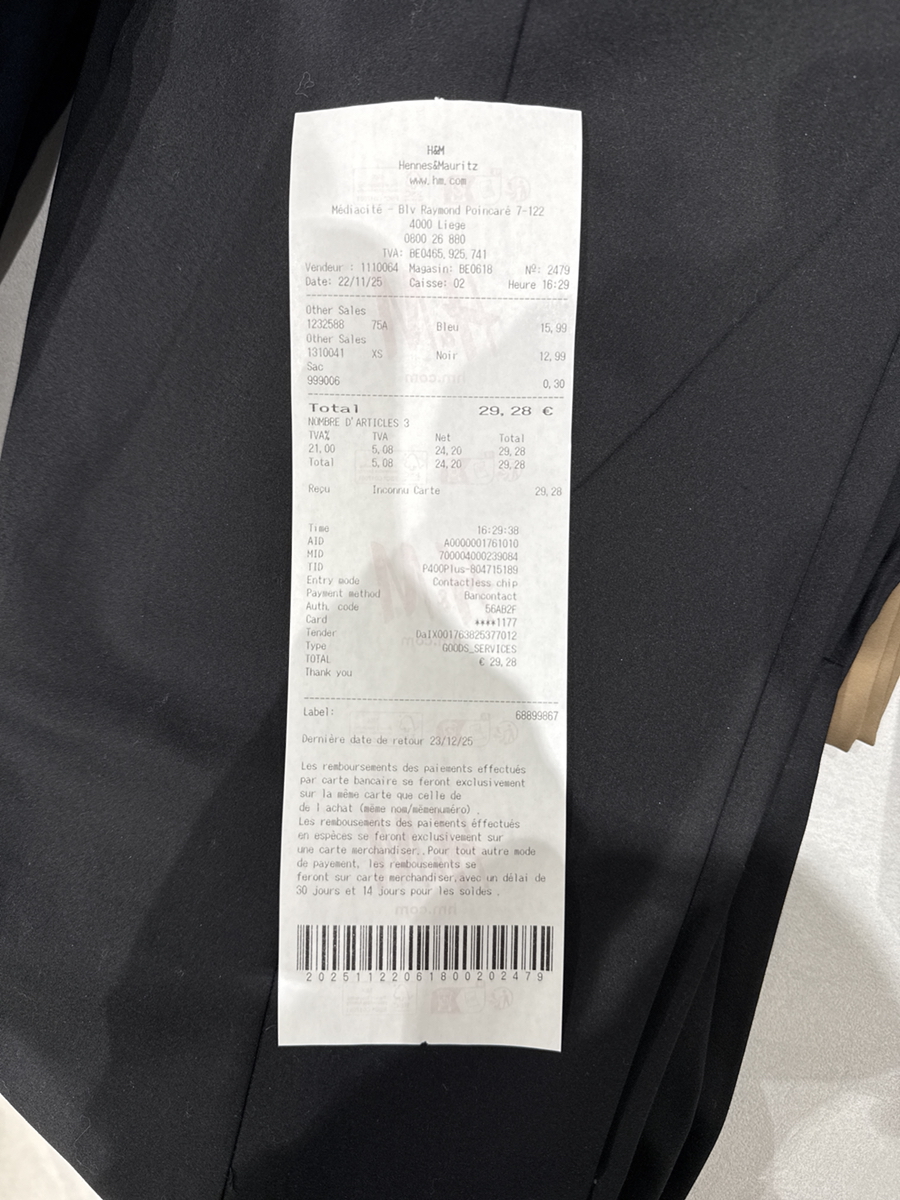 H&M
Hennes&Mauritz
www.hm.com
Médiacité - Blv Raymond Poincaré 7-122
4000 Liege
0800 26 880
TVA: BE0465.925.741
Vendeur : 1110064 Magasin: BE0618 Nº: 2479
Date: 22/11/25 Caisse: 02 Heure 16:29
Other Sales
1232588 75A Bleu 15,99
Other Sales
1310041 XS Noir 12,99
Sac
999006 0,30
Total 29,28 €
NOMBRE D'ARTICLES 3
TVA% TVA Net Total
21,00 5,08 24,20 29,28
Total 5,08 24,20 29,28
Reçu Inconnu Carte 29,28
Time 16:29:38
AID A0000001761010
MID 700004000239084
TID P400Plus-804715189
Entry mode Contactless chip
Payment method Bancontact
Auth. code 56AB2F
Card ****1177
Tender OaIX001763825377012
Type GOODS_SERVICES
TOTAL € 29,28
Thank you
Label: 68899867
Dernière date de retour 23/12/25
Les remboursements des paiements effectués
par carte bancaire se feront exclusivement
sur la même carte que celle de
de l achat (même nom/mêmenuméro) .
Les rembousements des paiements éffectués
en espèces se feront exclusivement sur
une carte merchandiser. .Pour tout autre mode
de payement, les rembousements se
feront sur carte merchandiser,avec un délai de
30 jours et 14 jours pour les soldes .
2025112206180020 2479